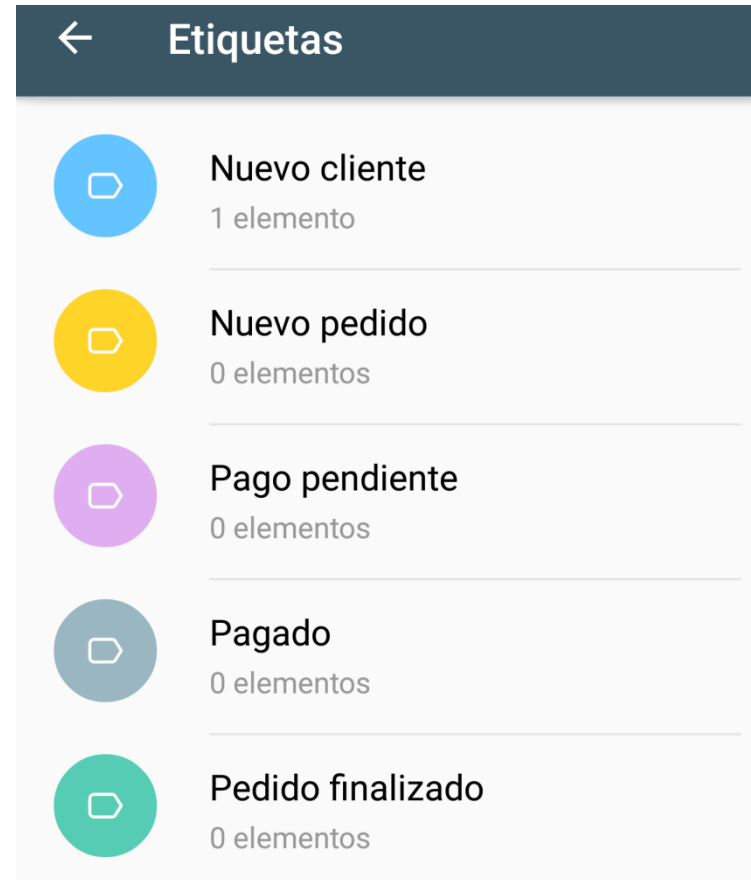 Etiquetas
Nuevo cliente
1 elemento
Nuevo pedido
0 elementos
Pago pendiente
0 elementos
Pagado
0 elementos
Pedido finalizado
0 elementos